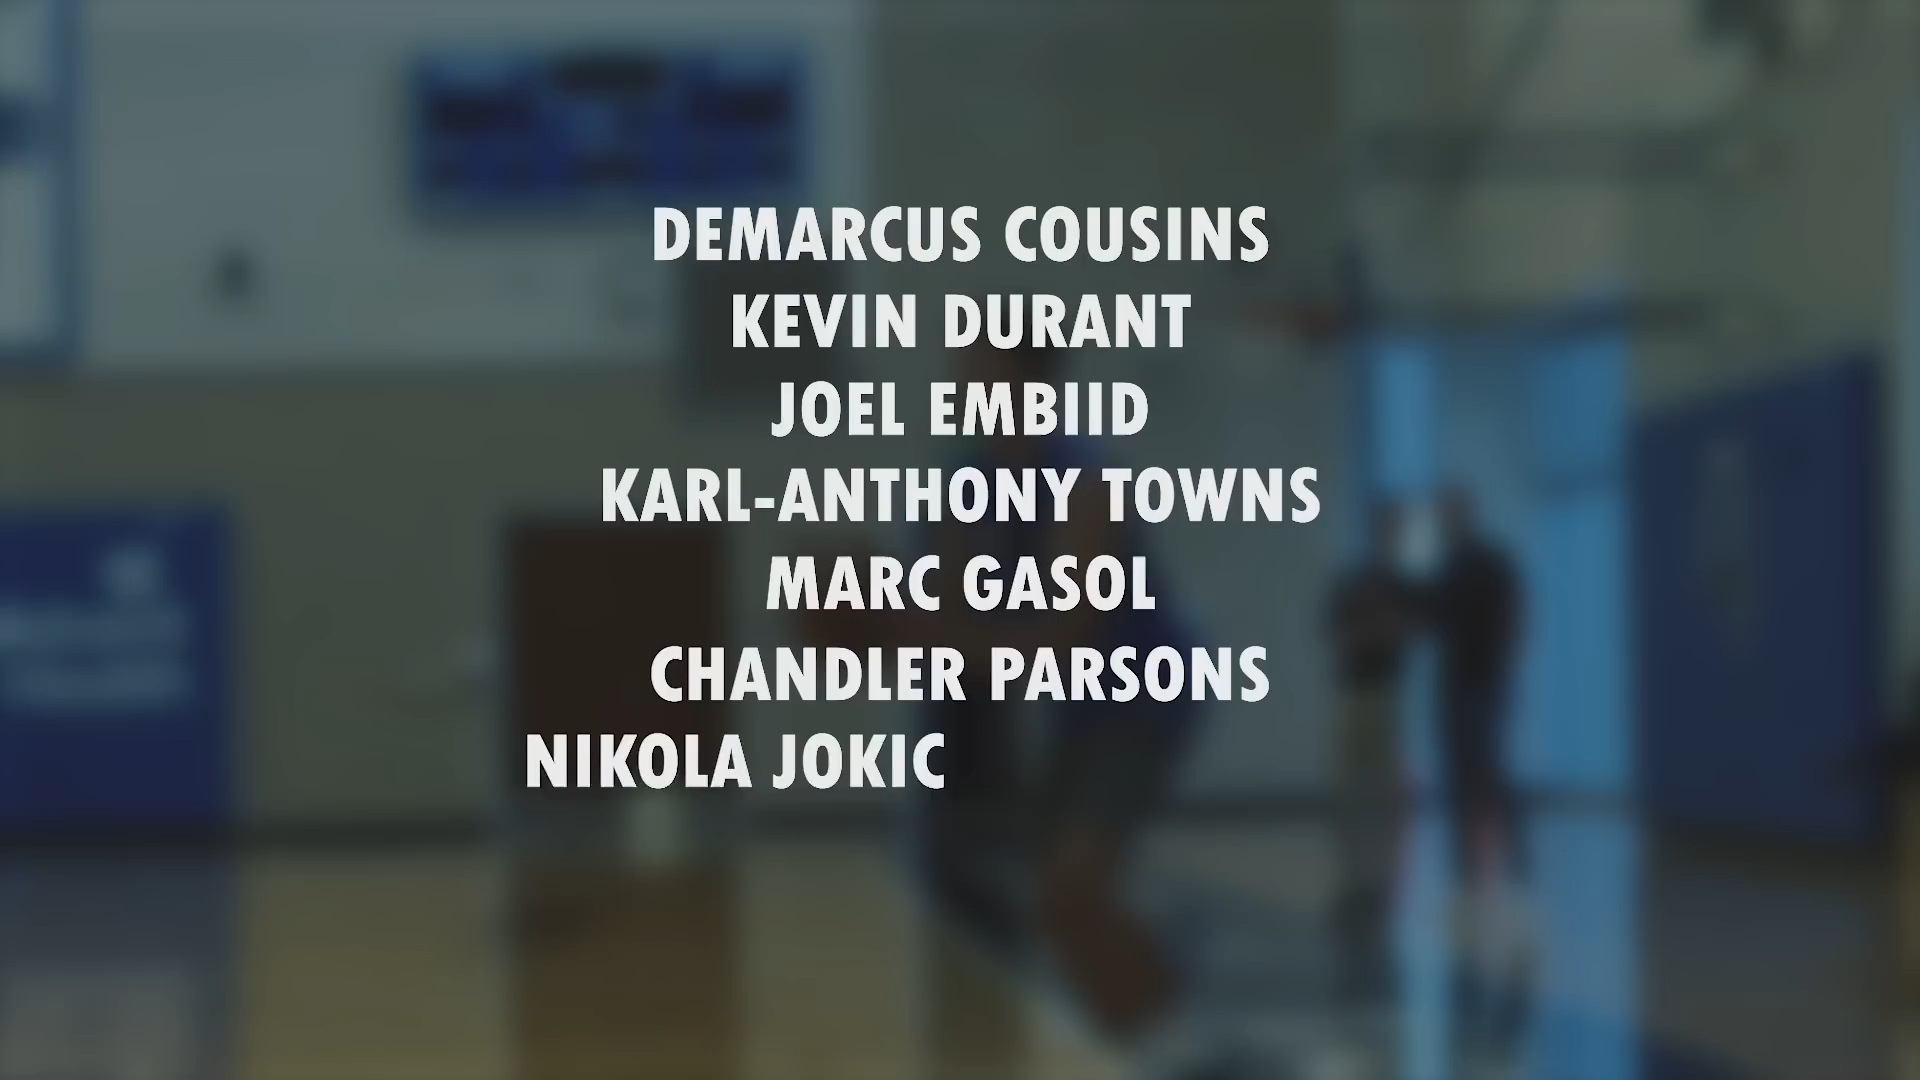 DEMARCUS COUSINS
KEVIN DURANT
JOEL EMBIID
KARL-ANTHONY TOWNS
MARC GASOL
CHANDLER PARSONS
NIKOLA JOKIC